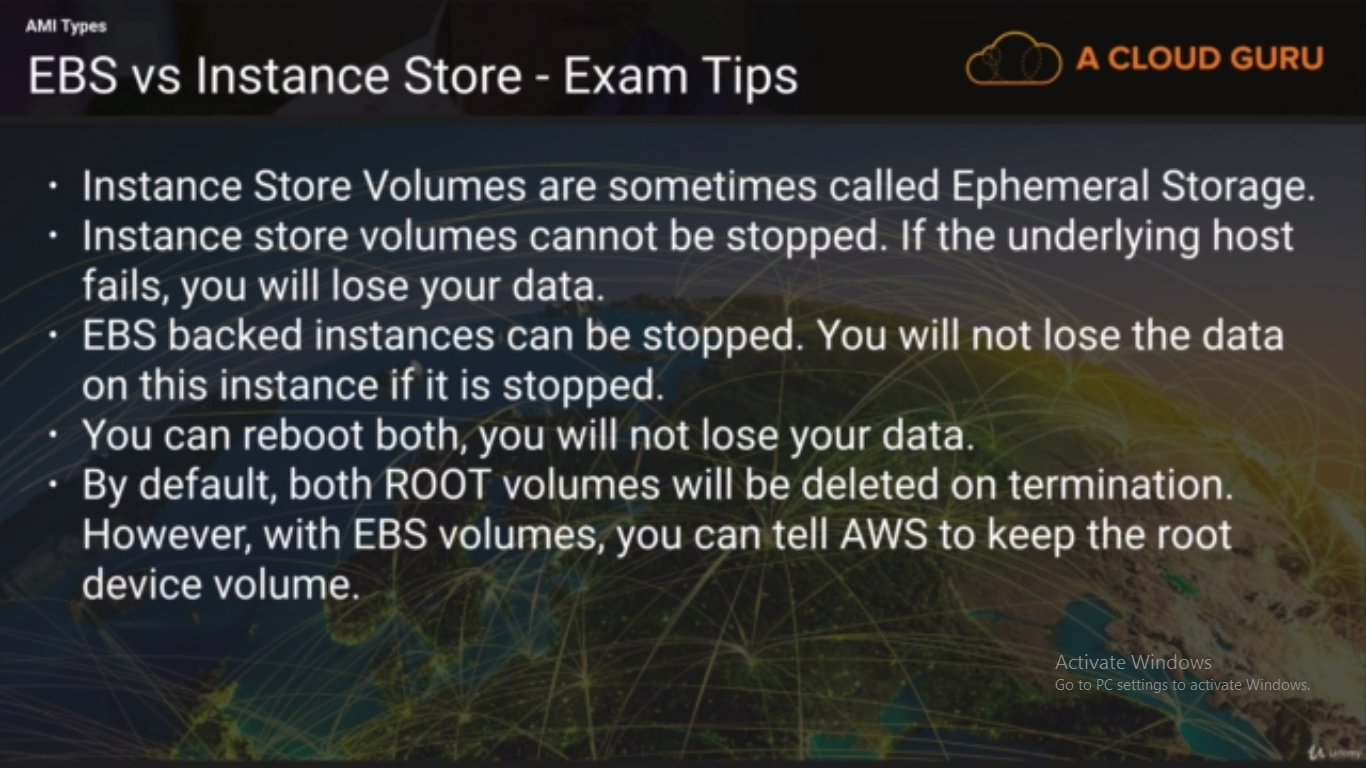 AMI Types
EBS vs Instance Store - Exam Tips
A CLOUD GURU
• Instance Store Volumes are sometimes called Ephemeral Storage.
• Instance store volumes cannot be stopped. If the underlying host
fails, you will lose your data.
• EBS backed instances can be stopped. You will not lose the data
on this instance if it is stopped.
• You can reboot both, you will not lose your data.
• By default, both ROOT volumes will be deleted on termination.
However, with EBS volumes, you can tell AWS to keep the root
device volume.
Activate Windows
Go to PC settings to activate Windows.
Udemy